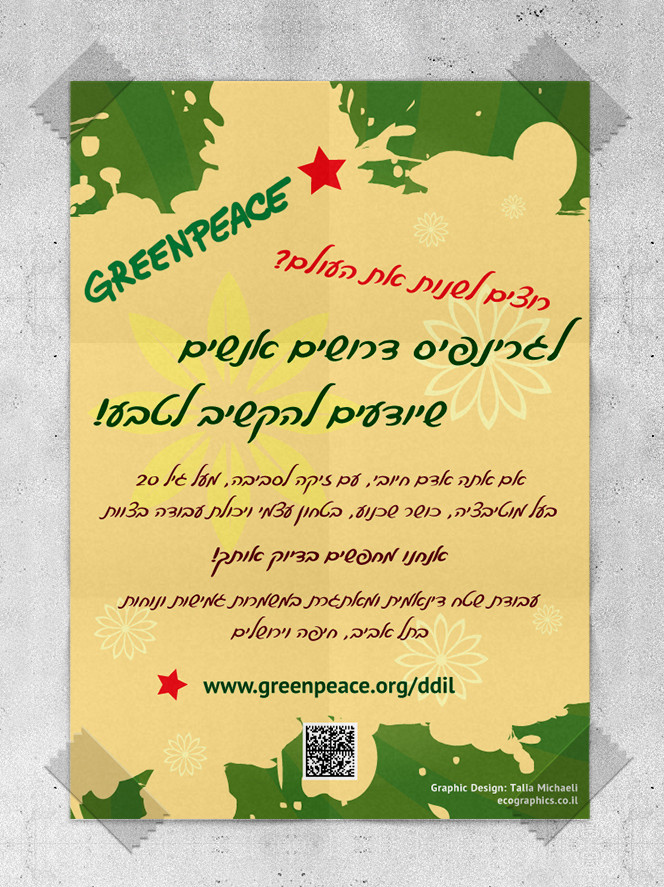 GREENPEACE
רוצים לשנות את העולם?
לגרינפיס דרושים אנשים
שיודעים להקשיב לטבע!
אם אתה אדם חיובי, עם זיקה לסביבה, מעל גיל 20
בעל מוטיבציה, כושר שכנוע, בטחון עצמי ויכולת עבודה בצוות
אנחנו מחפשים בדיוק אותך!
עבודת שטח דינאמית ומאתגרת במשמרות גמישות ונוחות
בתל אביב, חיפה וירושלים
www.greenpeace.org/ddil
Graphic Design: Talia Michaeli
ecographics.co.il